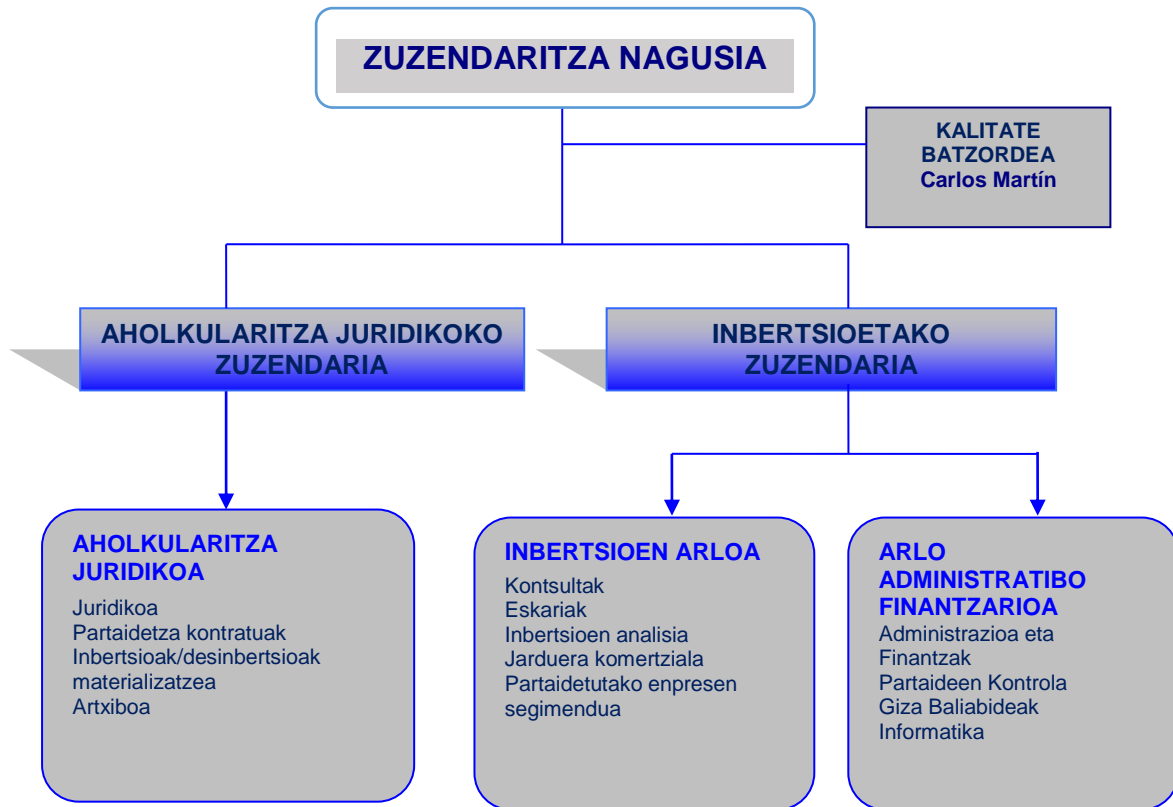 ZUZENDARITZA NAGUSIA
KALITATE
BATZORDEA
Carlos Martín
AHOLKULARITZA JURIDIKOKO
ZUZENDARIA
INBERTSIOETAKO
ZUZENDARIA
AHOLKULARITZA
JURIDIKOA
Juridikoa
Partaidetza kontratuak
Inbertsioak/desinbertsioak
materializatzea
Artxiboa
INBERTSIOEN ARLOA
Kontsultak
Eskariak
Inbertsioen analisia
Jarduera komertziala
Partaidetutako enpresen
segimendua
ARLO
ADMINISTRATIBO
FINANTZARIOA
Administrazioa eta
Finantzak
Partaideen Kontrola
Giza Baliabideak
Informatika